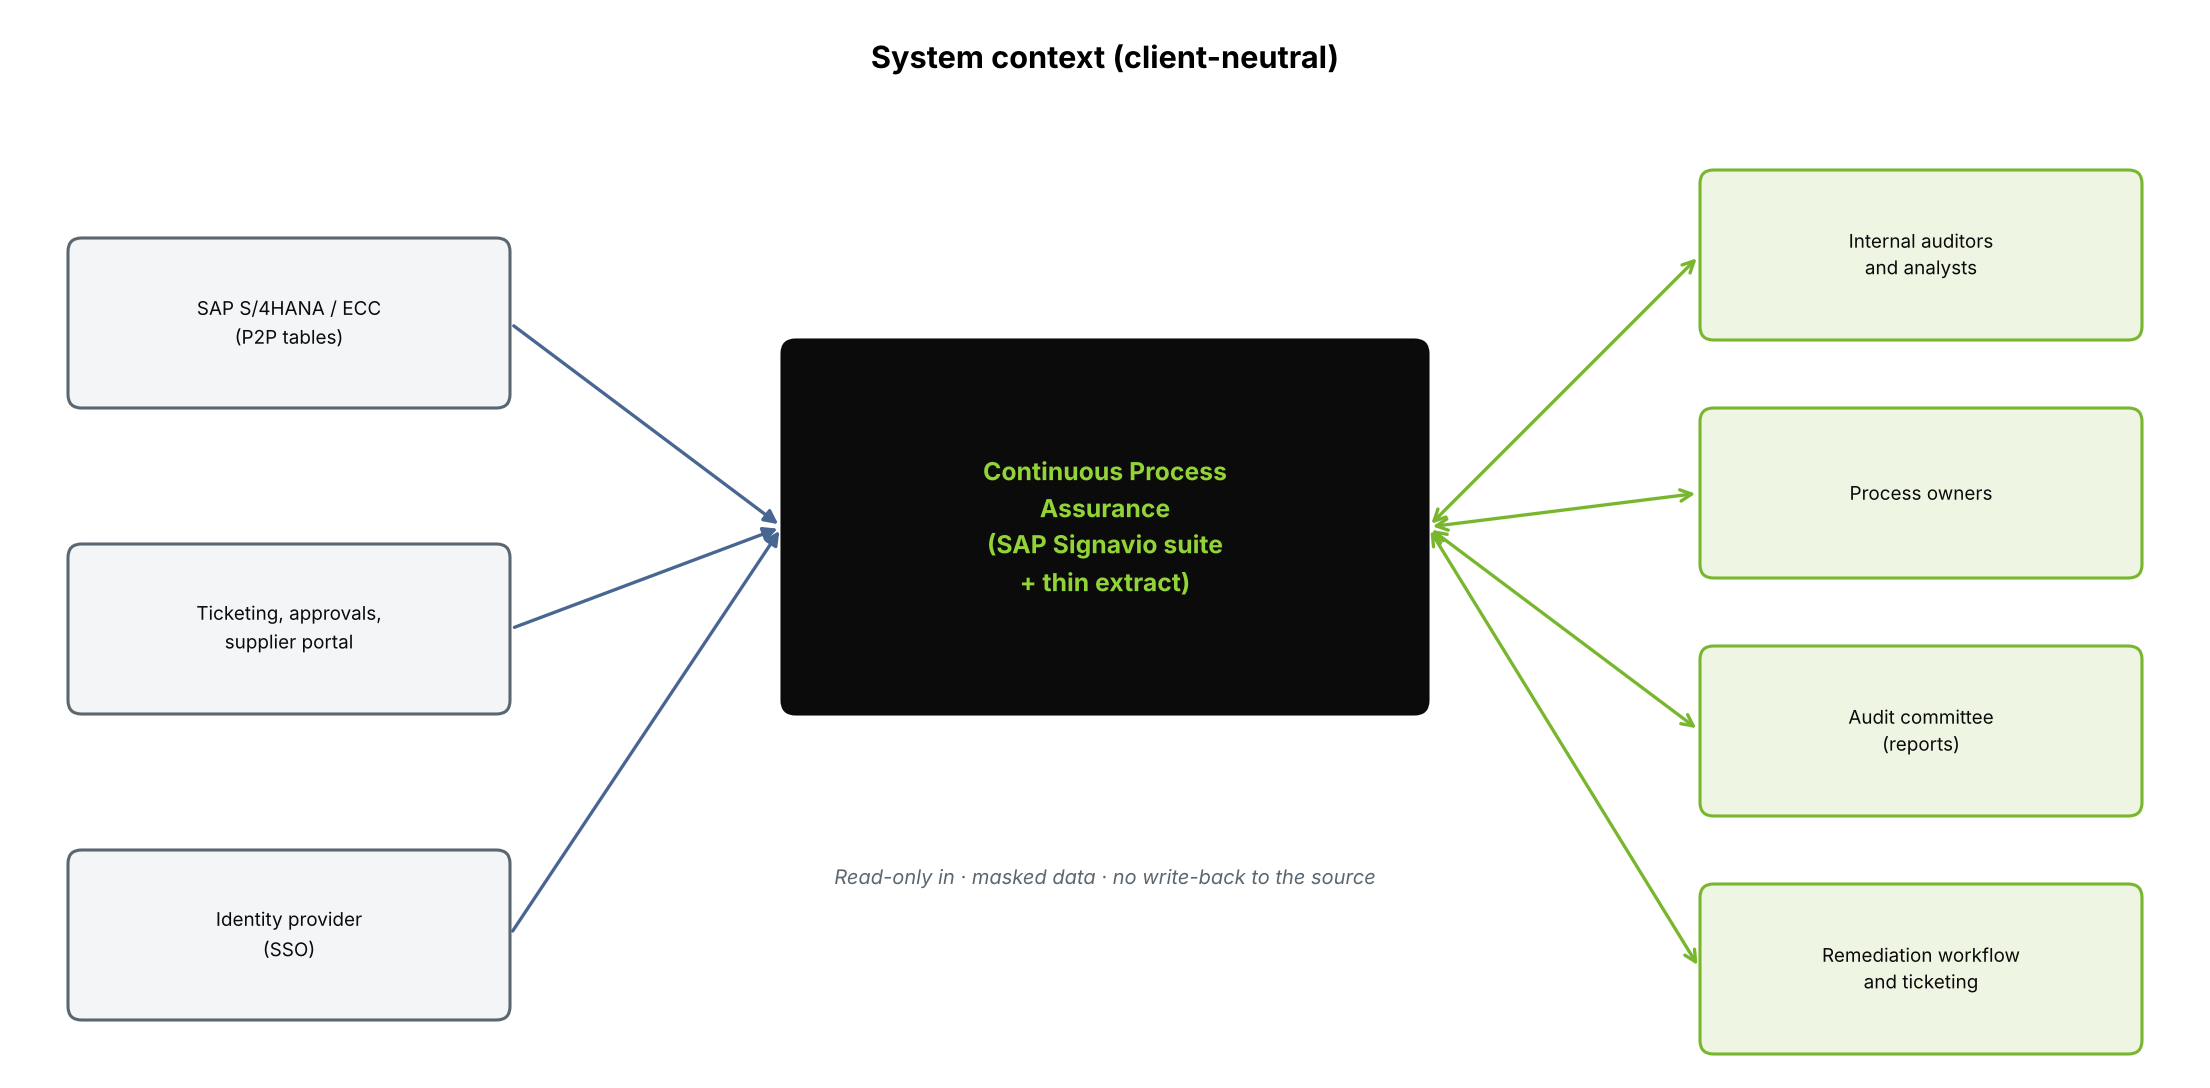 System context (client-neutral)
SAP S/4HANA / ECC
(P2P tables)
Ticketing, approvals,
supplier portal
Identity provider
(SSO)
Continuous Process
Assurance
(SAP Signavio suite
+ thin extract)
Read-only in · masked data · no write-back to the source
Internal auditors
and analysts
Process owners
Audit committee
(reports)
Remediation workflow
and ticketing